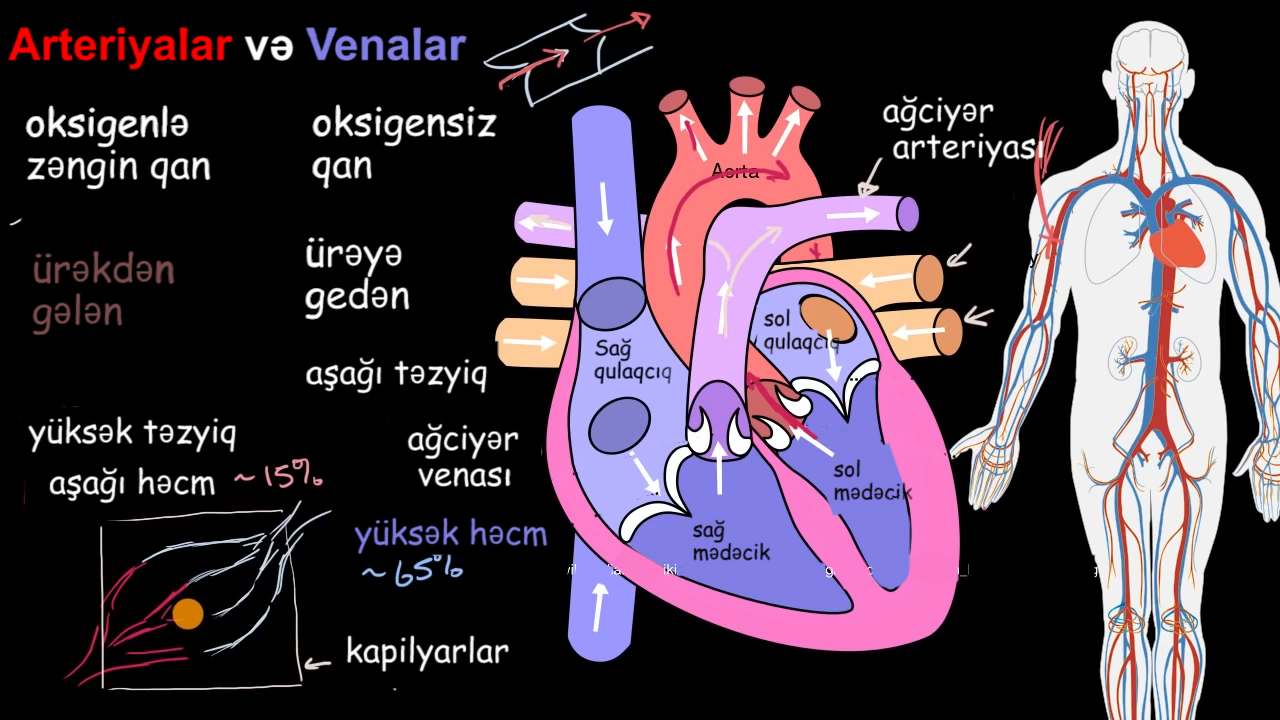 Arteriyalar və Venalar
oksigenlə
zəngin qan
oksigensiz
qan
ürəkdən
gələn
ürəyə
gedən
aşağı təzyiq
yüksək təzyiq
aşağı həcm ~15%
ağciyər
venası
yüksək həcm
~65%
kapilyarlar
Aorta
ağciyər
arteriyası
Sağ
qulaqcıq
sol
qulaqcıq
sol
mədəcik
sağ
mədəcik